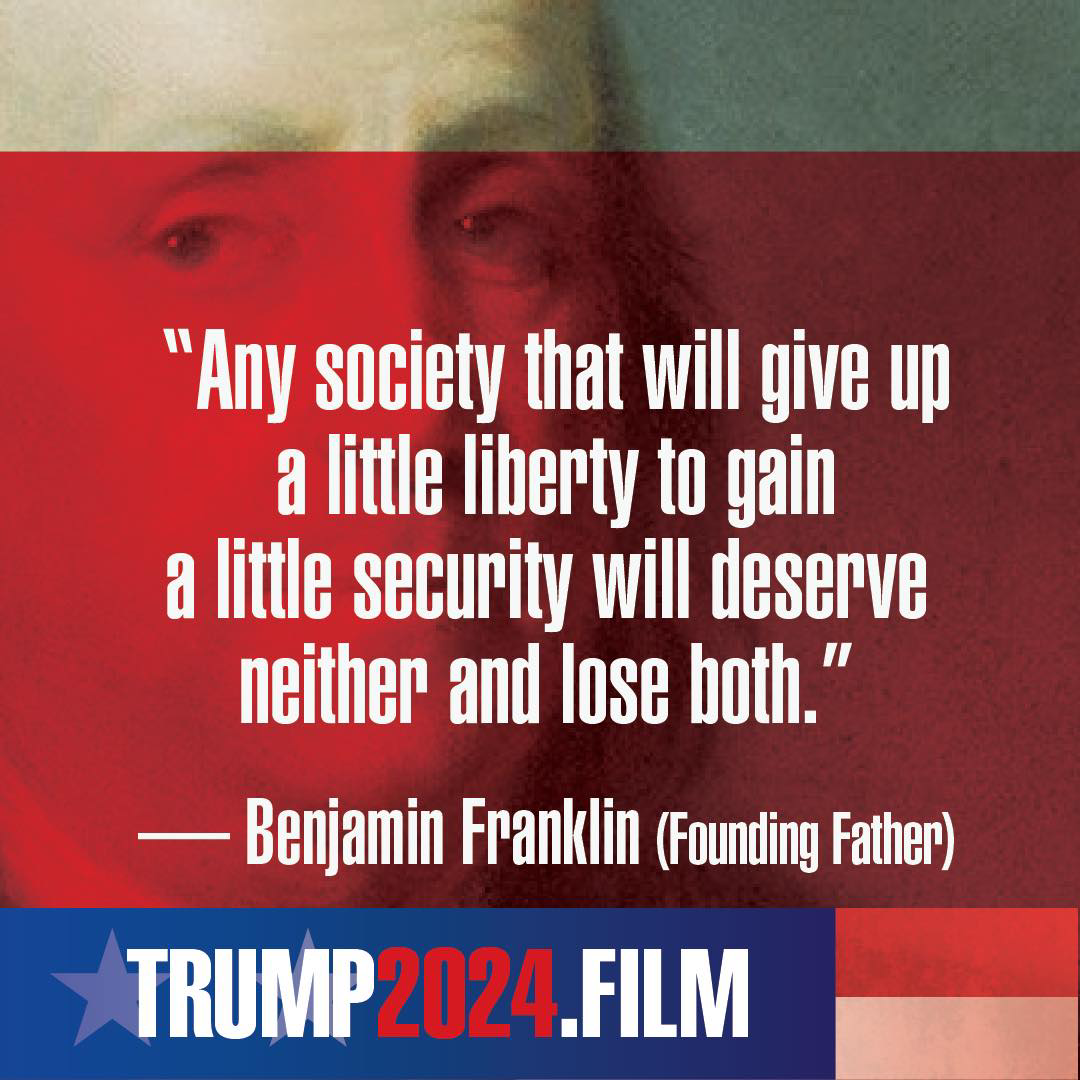 “Any society that will give up
a little liberty to gain
a little security will deserve
neither and lose both.”
— Benjamin Franklin (Founding Father)
TRUMP2024.FILM